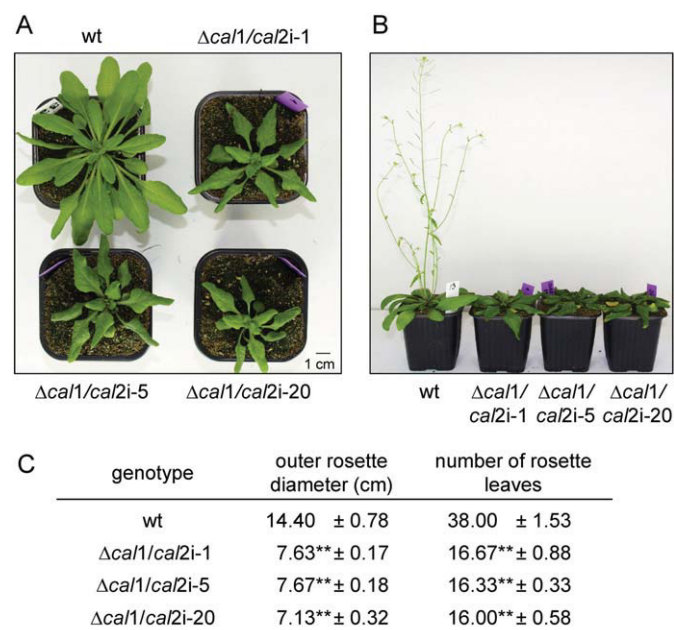 A
wt
Δcal1/cal2i-1
Δcal1/cal2i-5
Δcal1/cal2i-20
1 cm
B
wt
Δcal1/
cal2i-1
Δcal1/
cal2i-5
Δcal1/
cal2i-20
C
genotype
outer rosette
diameter (cm)
number of rosette
leaves
wt 14.40 ± 0.78 38.00 ± 1.53
Δcal1/cal2i-1 7.63** ± 0.17 16.67** ± 0.88
Δcal1/cal2i-5 7.67** ± 0.18 16.33** ± 0.33
Δcal1/cal2i-20 7.13** ± 0.32 16.00** ± 0.58